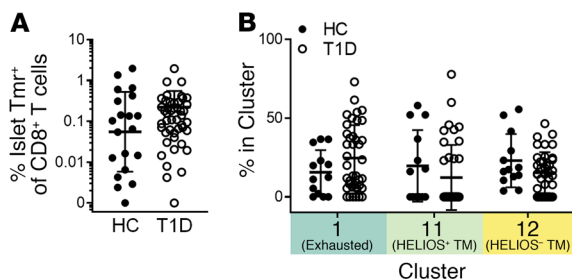 A
% Islet Tmr⁺
of CD8⁺ T cells
10
1
0.1
0.01
0
HC
T1D
B
HC
T1D
% in Cluster
100
50
0
1
(Exhausted)
11
(HELIOS⁺ TM)
12
(HELIOS⁻ TM)
Cluster